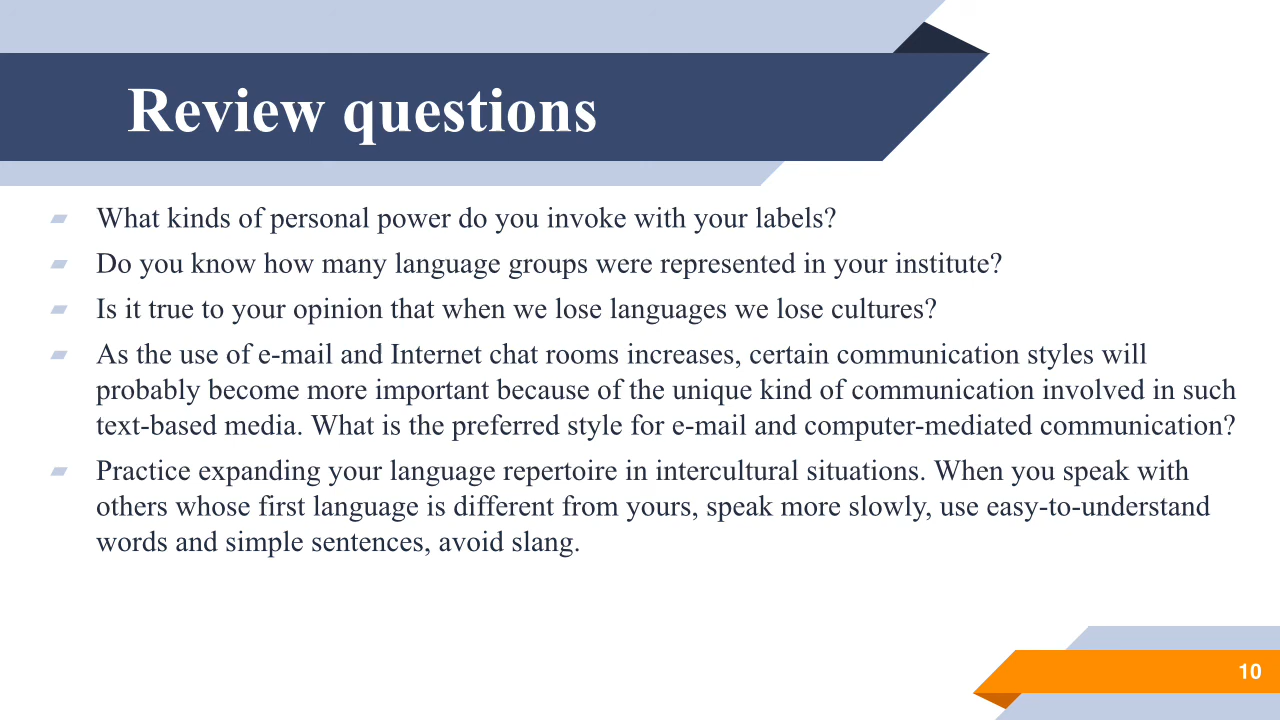 Review questions
What kinds of personal power do you invoke with your labels?
Do you know how many language groups were represented in your institute?
Is it true to your opinion that when we lose languages we lose cultures?
As the use of e-mail and Internet chat rooms increases, certain communication styles will
probably become more important because of the unique kind of communication involved in such
text-based media. What is the preferred style for e-mail and computer-mediated communication?
Practice expanding your language repertoire in intercultural situations. When you speak with
others whose first language is different from yours, speak more slowly, use easy-to-understand
words and simple sentences, avoid slang.
10